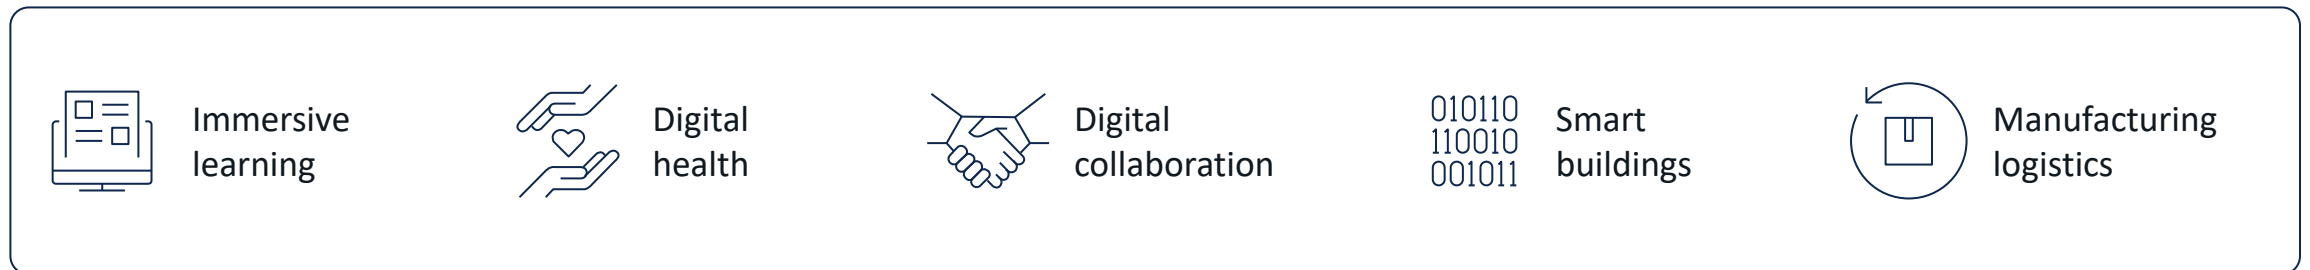 Immersive
learning
Digital
health
Digital
collaboration
010110
110010
001011
Smart
buildings
Manufacturing
logistics